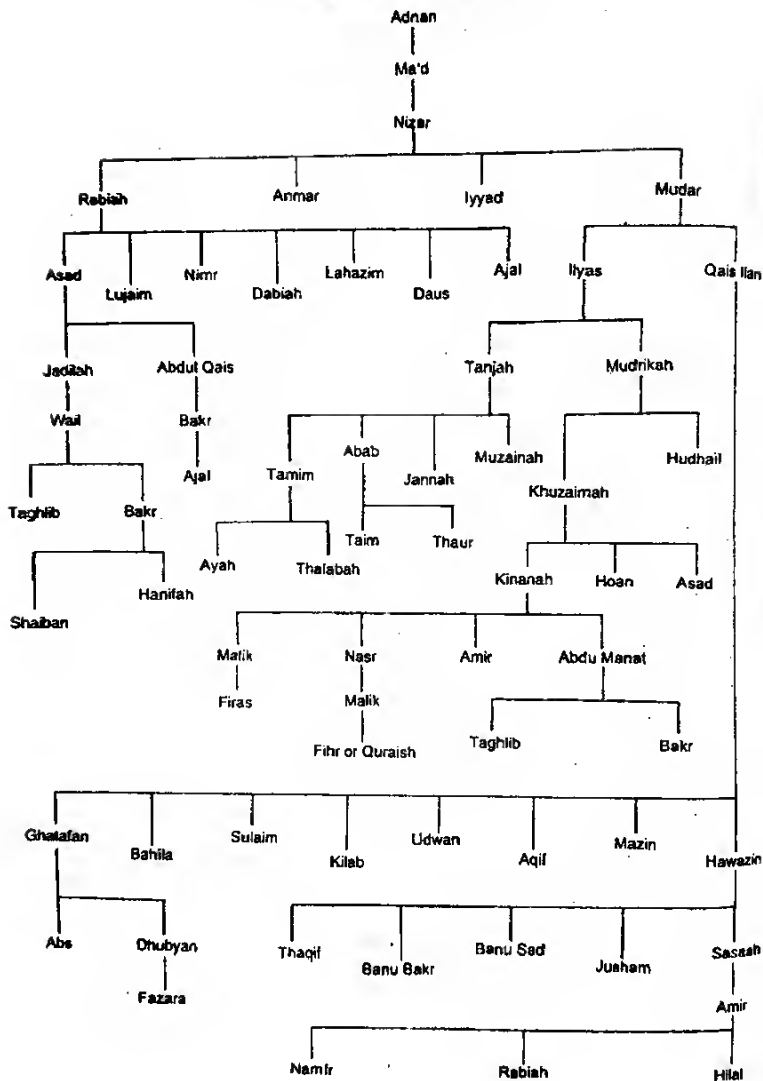 Adnan
Ma'd
Nizar
Rabiah Anmar Iyyad Mudar
Asad Lujaim Nimr Dabiah Lahazim Daus Ajal Ilyas Qais Ilan
Jadilah Abdul Qais Tanjah Mudrikah
Wail Bakr
Ajal
Tamim Abab Jannah Muzainah Khuzaimah Hudhail
Taghlib Bakr
Ayah Thalabah Taim Thaur
Shaiban Hanifah
Kinanah Hoan Asad
Malik Nasr Amir Abdu Manat
Firas Malik
Fihr or Quraish
Taghlib Bakr
Ghatafan Bahila Sulaim Kilab Udwan Aqif Mazin Hawazin
Abs Dhubyan
Fazara
Thaqif Banu Bakr Banu Sad Jusham Sasaah
Amir
Namir Rabiah Hilal